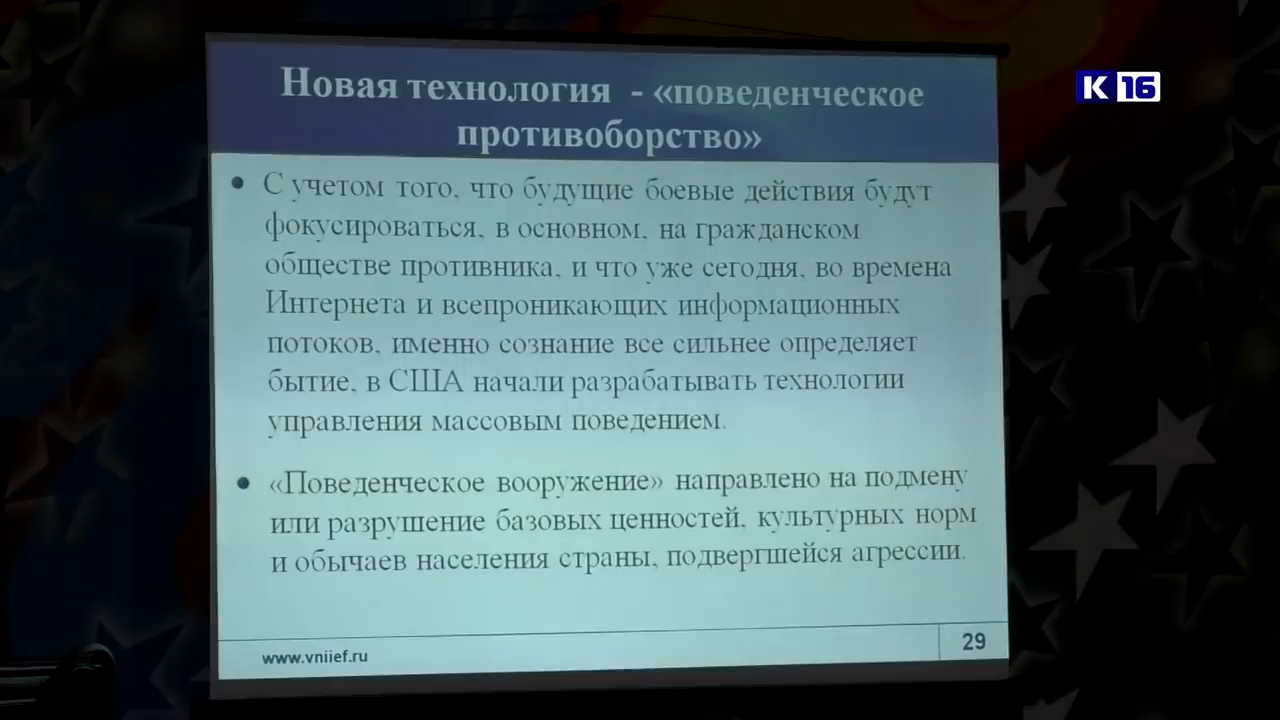 К 16
Новая технология - «поведенческое
противоборство»
• С учетом того, что будущие боевые действия будут
фокусироваться, в основном, на гражданском
обществе противника, и что уже сегодня, во времена
Интернета и всепроникающих информационных
потоков, именно сознание все сильнее определяет
бытие, в США начали разрабатывать технологии
управления массовым поведением.
• «Поведенческое вооружение» направлено на подмену
или разрушение базовых ценностей, культурных норм
и обычаев населения страны, подвергшейся агрессии.
www.vniief.ru
29